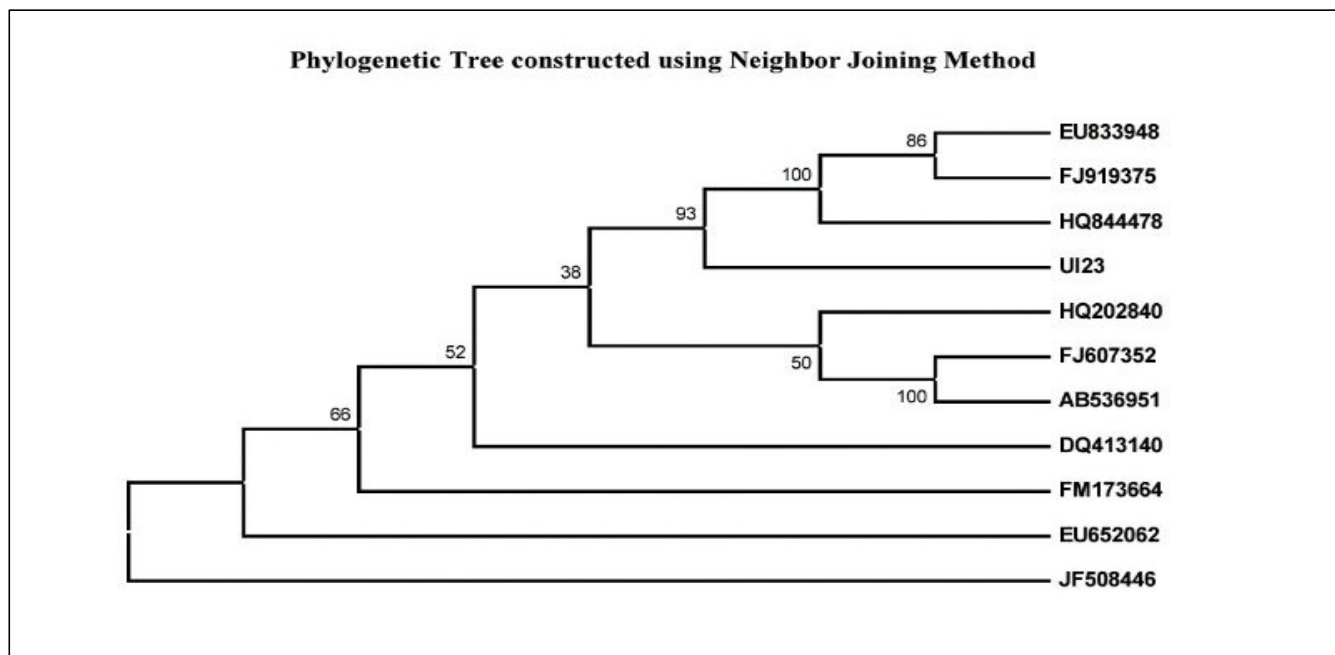 Phylogenetic Tree constructed using Neighbor Joining Method
EU833948
86
FJ919375
100
HQ844478
93
UI23
38
HQ202840
52
FJ607352
50
AB536951
100
66
DQ413140
FM173664
EU652062
JF508446